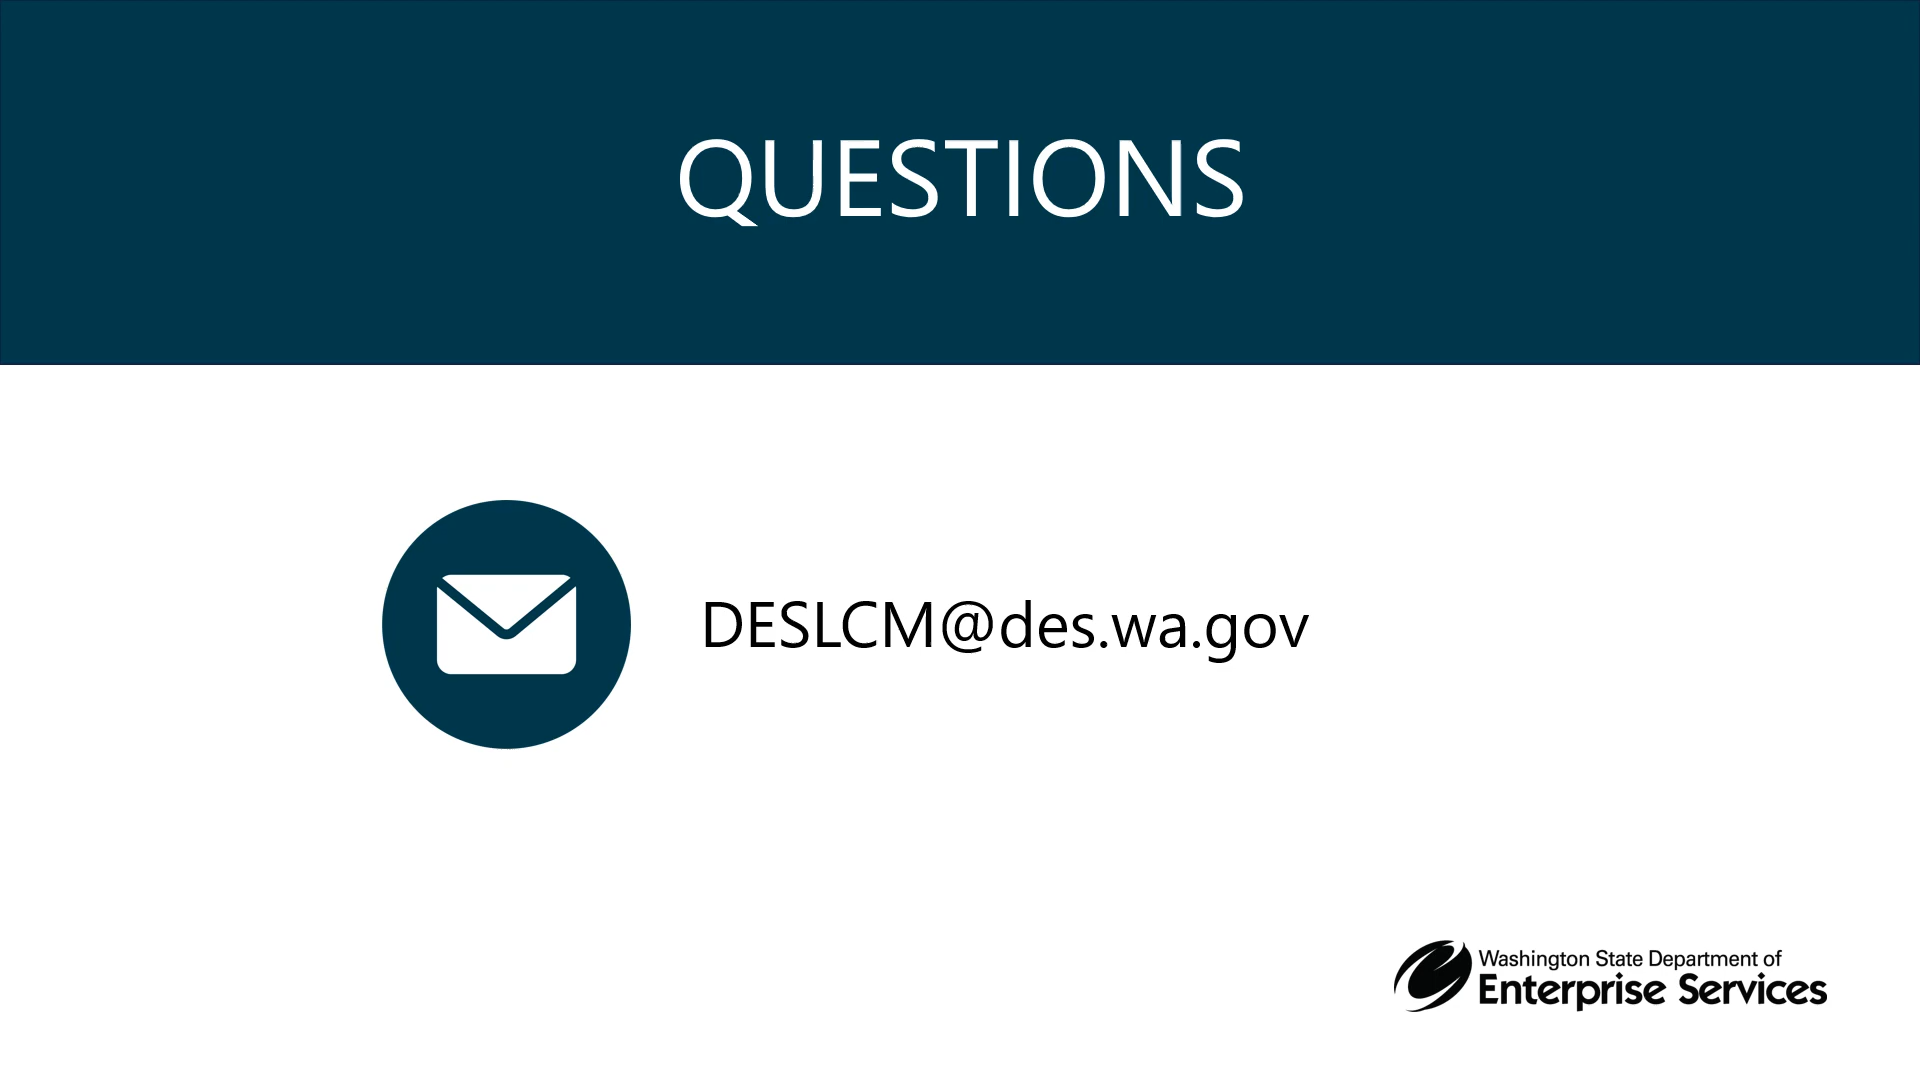 QUESTIONS
DESLCM@des.wa.gov
Washington State Department of
Enterprise Services